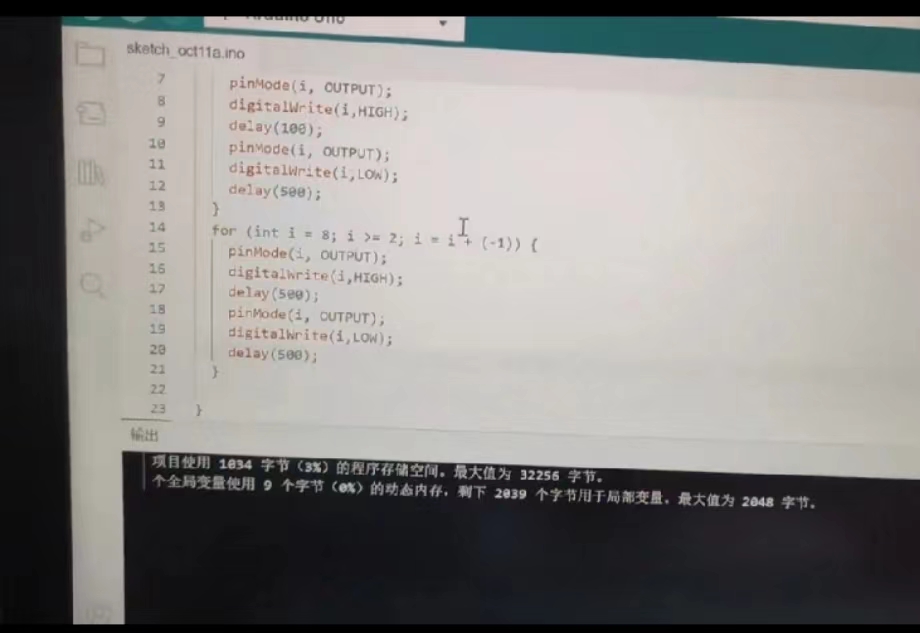 Arduino Uno
sketch_oct11a.ino
7 pinMode(i, OUTPUT);
8 digitalWrite(i,HIGH);
9 delay(100);
10 pinMode(i, OUTPUT);
11 digitalWrite(i,LOW);
12 delay(500);
13 }
14 for (int i = 8; i >= 2; i = i + (-1)) {
15 pinMode(i, OUTPUT);
16 digitalWrite(i,HIGH);
17 delay(500);
18 pinMode(i, OUTPUT);
19 digitalWrite(i,LOW);
20 delay(500);
21 }
22
23 }
输出
项目使用 1034 字节（3%）的程序存储空间。最大值为 32256 字节。
个全局变量使用 9 个字节（0%）的动态内存，剩下 2039 个字节用于局部变量。最大值为 2048 字节。